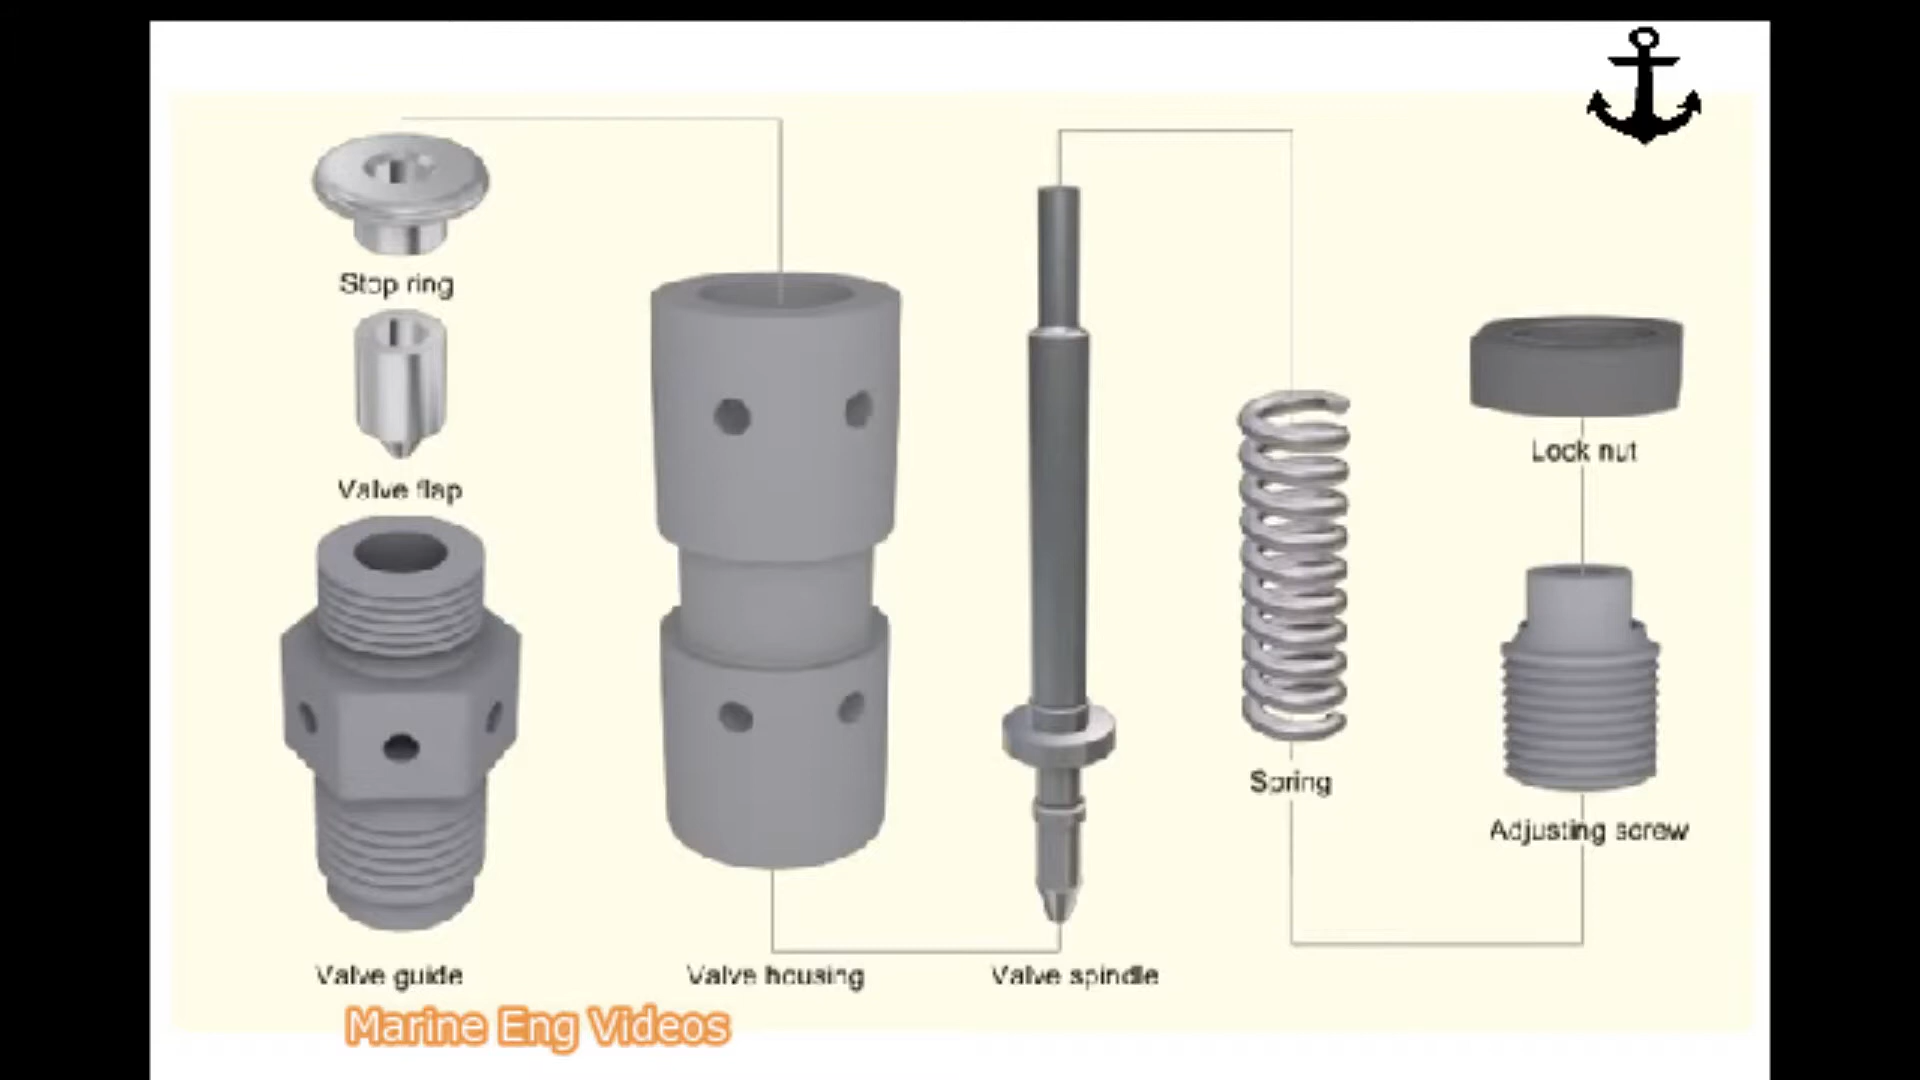 Stop ring
Valve flap
Valve guide
Valve housing
Valve spindle
Spring
Lock nut
Adjusting screw
Marine Eng Videos